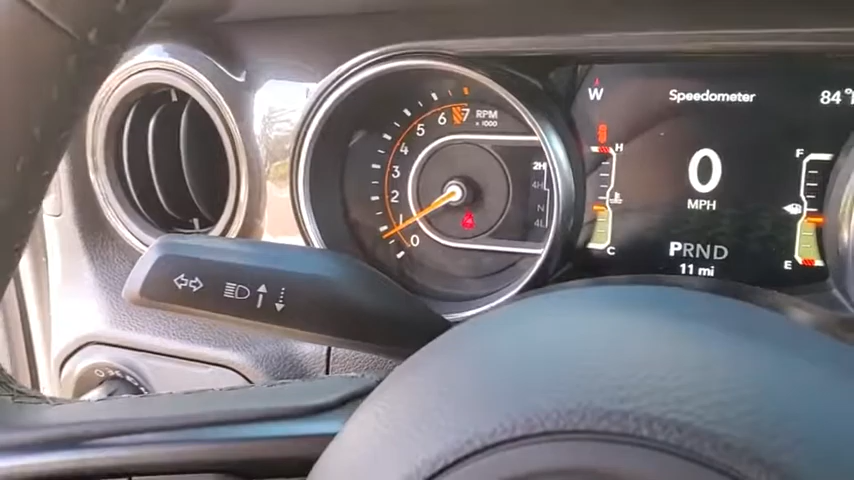 W Speedometer 84°
7 RPM
x 1000
6
5
4
3
2
1
0
2H
4H
N
4L
H
C
0
MPH
PRND
11 mi
F
E